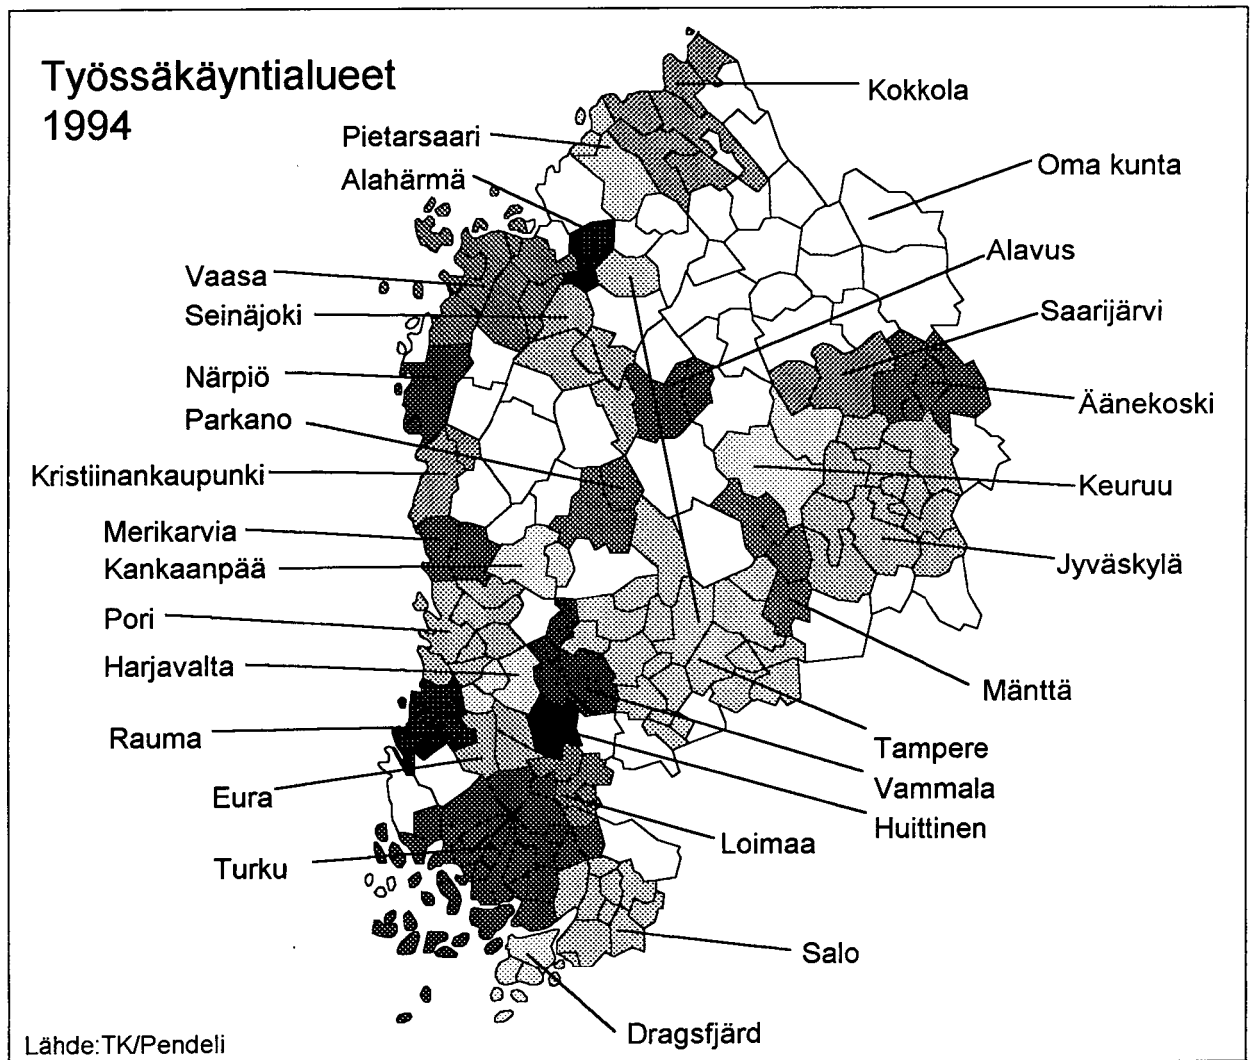 Työssäkäyntialueet
1994
Kokkola
Pietarsaari
Oma kunta
Alahärmä
Alavus
Vaasa
Seinäjoki
Saarijärvi
Närpiö
Äänekoski
Parkano
Kristiinankaupunki
Keuruu
Merikarvia
Kankaanpää
Jyväskylä
Pori
Harjavalta
Mänttä
Rauma
Tampere
Vammala
Eura
Huittinen
Loimaa
Turku
Salo
Dragsfjärd
Lähde:TK/Pendeli